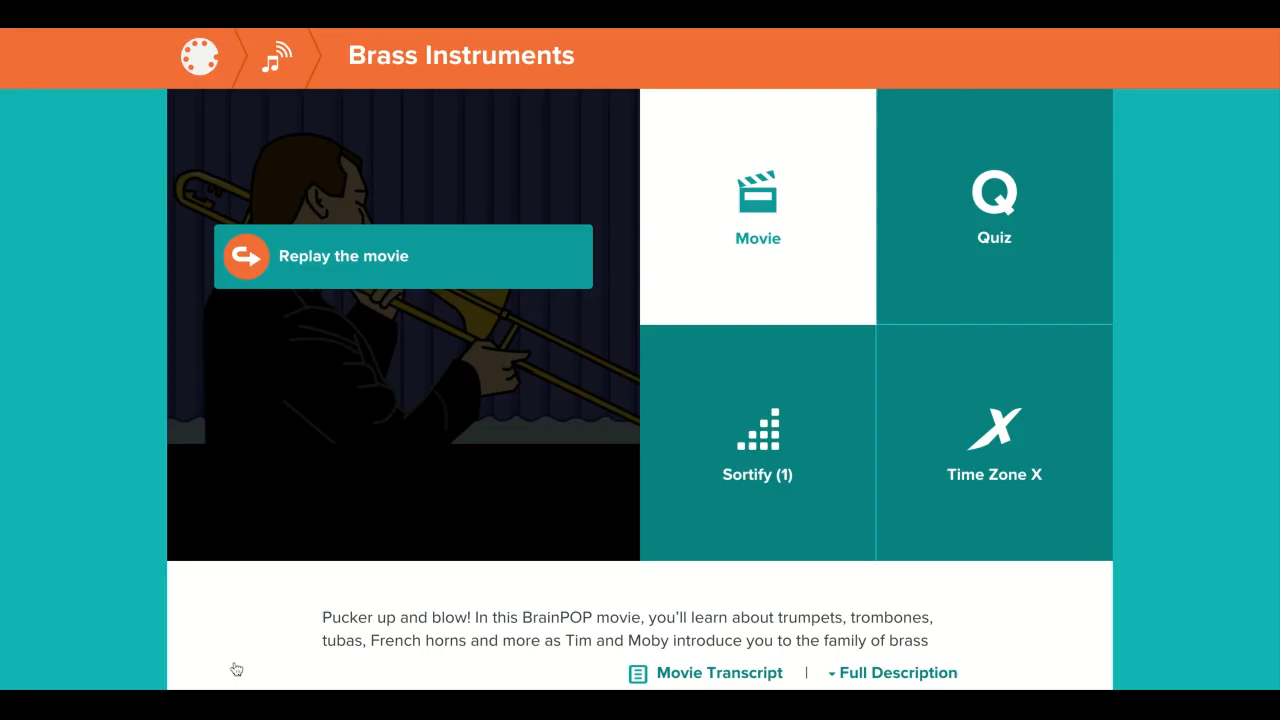 Brass Instruments
Replay the movie
Movie
Q
Quiz
Sortify (1)
X
Time Zone X
Pucker up and blow! In this BrainPOP movie, you’ll learn about trumpets, trombones,
tubas, French horns and more as Tim and Moby introduce you to the family of brass
Movie Transcript | Full Description